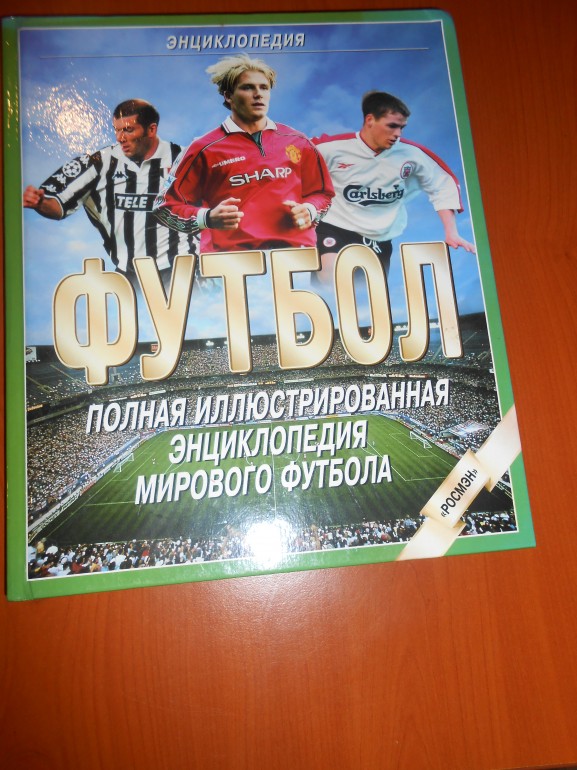 ЭНЦИКЛОПЕДИЯ
UMBRO
SHARP
TELE
Carlsberg
ФУТБОЛ
ПОЛНАЯ ИЛЛЮСТРИРОВАННАЯ
ЭНЦИКЛОПЕДИЯ
МИРОВОГО ФУТБОЛА
«РОСМЭН»